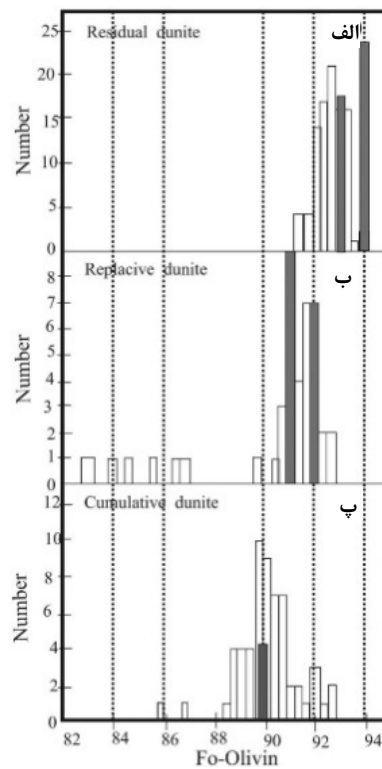 Residual dunite
الف
25
20
15
10
5
0
Number
Replacive dunite
ب
8
7
6
5
4
3
2
1
0
Number
Cumulative dunite
پ
12
10
8
6
4
2
0
Number
82 84 86 88 90 92 94
Fo-Olivin